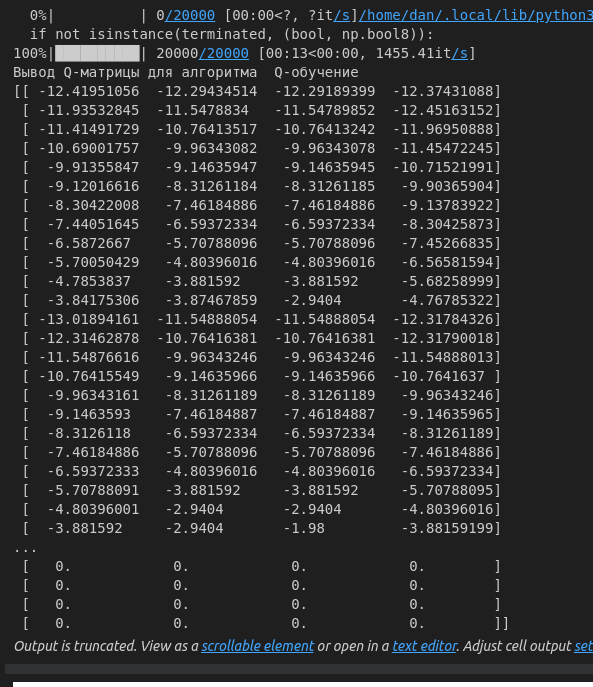 0%| | 0/20000 [00:00<?, ?it/s]/home/dan/.local/lib/python3
if not isinstance(terminated, (bool, np.bool8)):
100%|██████████| 20000/20000 [00:13<00:00, 1455.41it/s]
Вывод Q-матрицы для алгоритма Q-обучение
[[ -12.41951056 -12.29434514 -12.29189399 -12.37431088]
[ -11.93532845 -11.5478834 -11.54789852 -12.45163152]
[ -11.41491729 -10.76413517 -10.76413242 -11.96950888]
[ -10.69001757 -9.96343082 -9.96343078 -11.45472245]
[ -9.91355847 -9.14635947 -9.14635945 -10.71521991]
[ -9.12016616 -8.31261184 -8.31261185 -9.90365904]
[ -8.30422008 -7.46184886 -7.46184886 -9.13783922]
[ -7.44051645 -6.59372334 -6.59372334 -8.30425873]
[ -6.5872667 -5.70788096 -5.70788096 -7.45266835]
[ -5.70050429 -4.80396016 -4.80396016 -6.56581594]
[ -4.7853837 -3.881592 -3.881592 -5.68258999]
[ -3.84175306 -3.87467859 -2.9404 -4.76785322]
[ -13.01894161 -11.54888054 -11.54888054 -12.31784326]
[ -12.31462878 -10.76416381 -10.76416381 -12.31790018]
[ -11.54876616 -9.96343246 -9.96343246 -11.54888013]
[ -10.76415549 -9.14635966 -9.14635966 -10.7641637 ]
[ -9.96343161 -8.31261189 -8.31261189 -9.96343246]
[ -9.1463593 -7.46184887 -7.46184887 -9.14635965]
[ -8.3126118 -6.59372334 -6.59372334 -8.31261189]
[ -7.46184886 -5.70788096 -5.70788096 -7.46184886]
[ -6.59372333 -4.80396016 -4.80396016 -6.59372334]
[ -5.70788091 -3.881592 -3.881592 -5.70788095]
[ -4.80396001 -2.9404 -2.9404 -4.80396016]
[ -3.881592 -2.9404 -1.98 -3.88159199]
...
[ 0. 0. 0. 0. ]
[ 0. 0. 0. 0. ]
[ 0. 0. 0. 0. ]
[ 0. 0. 0. 0. ]]
Output is truncated. View as a scrollable element or open in a text editor. Adjust cell output set